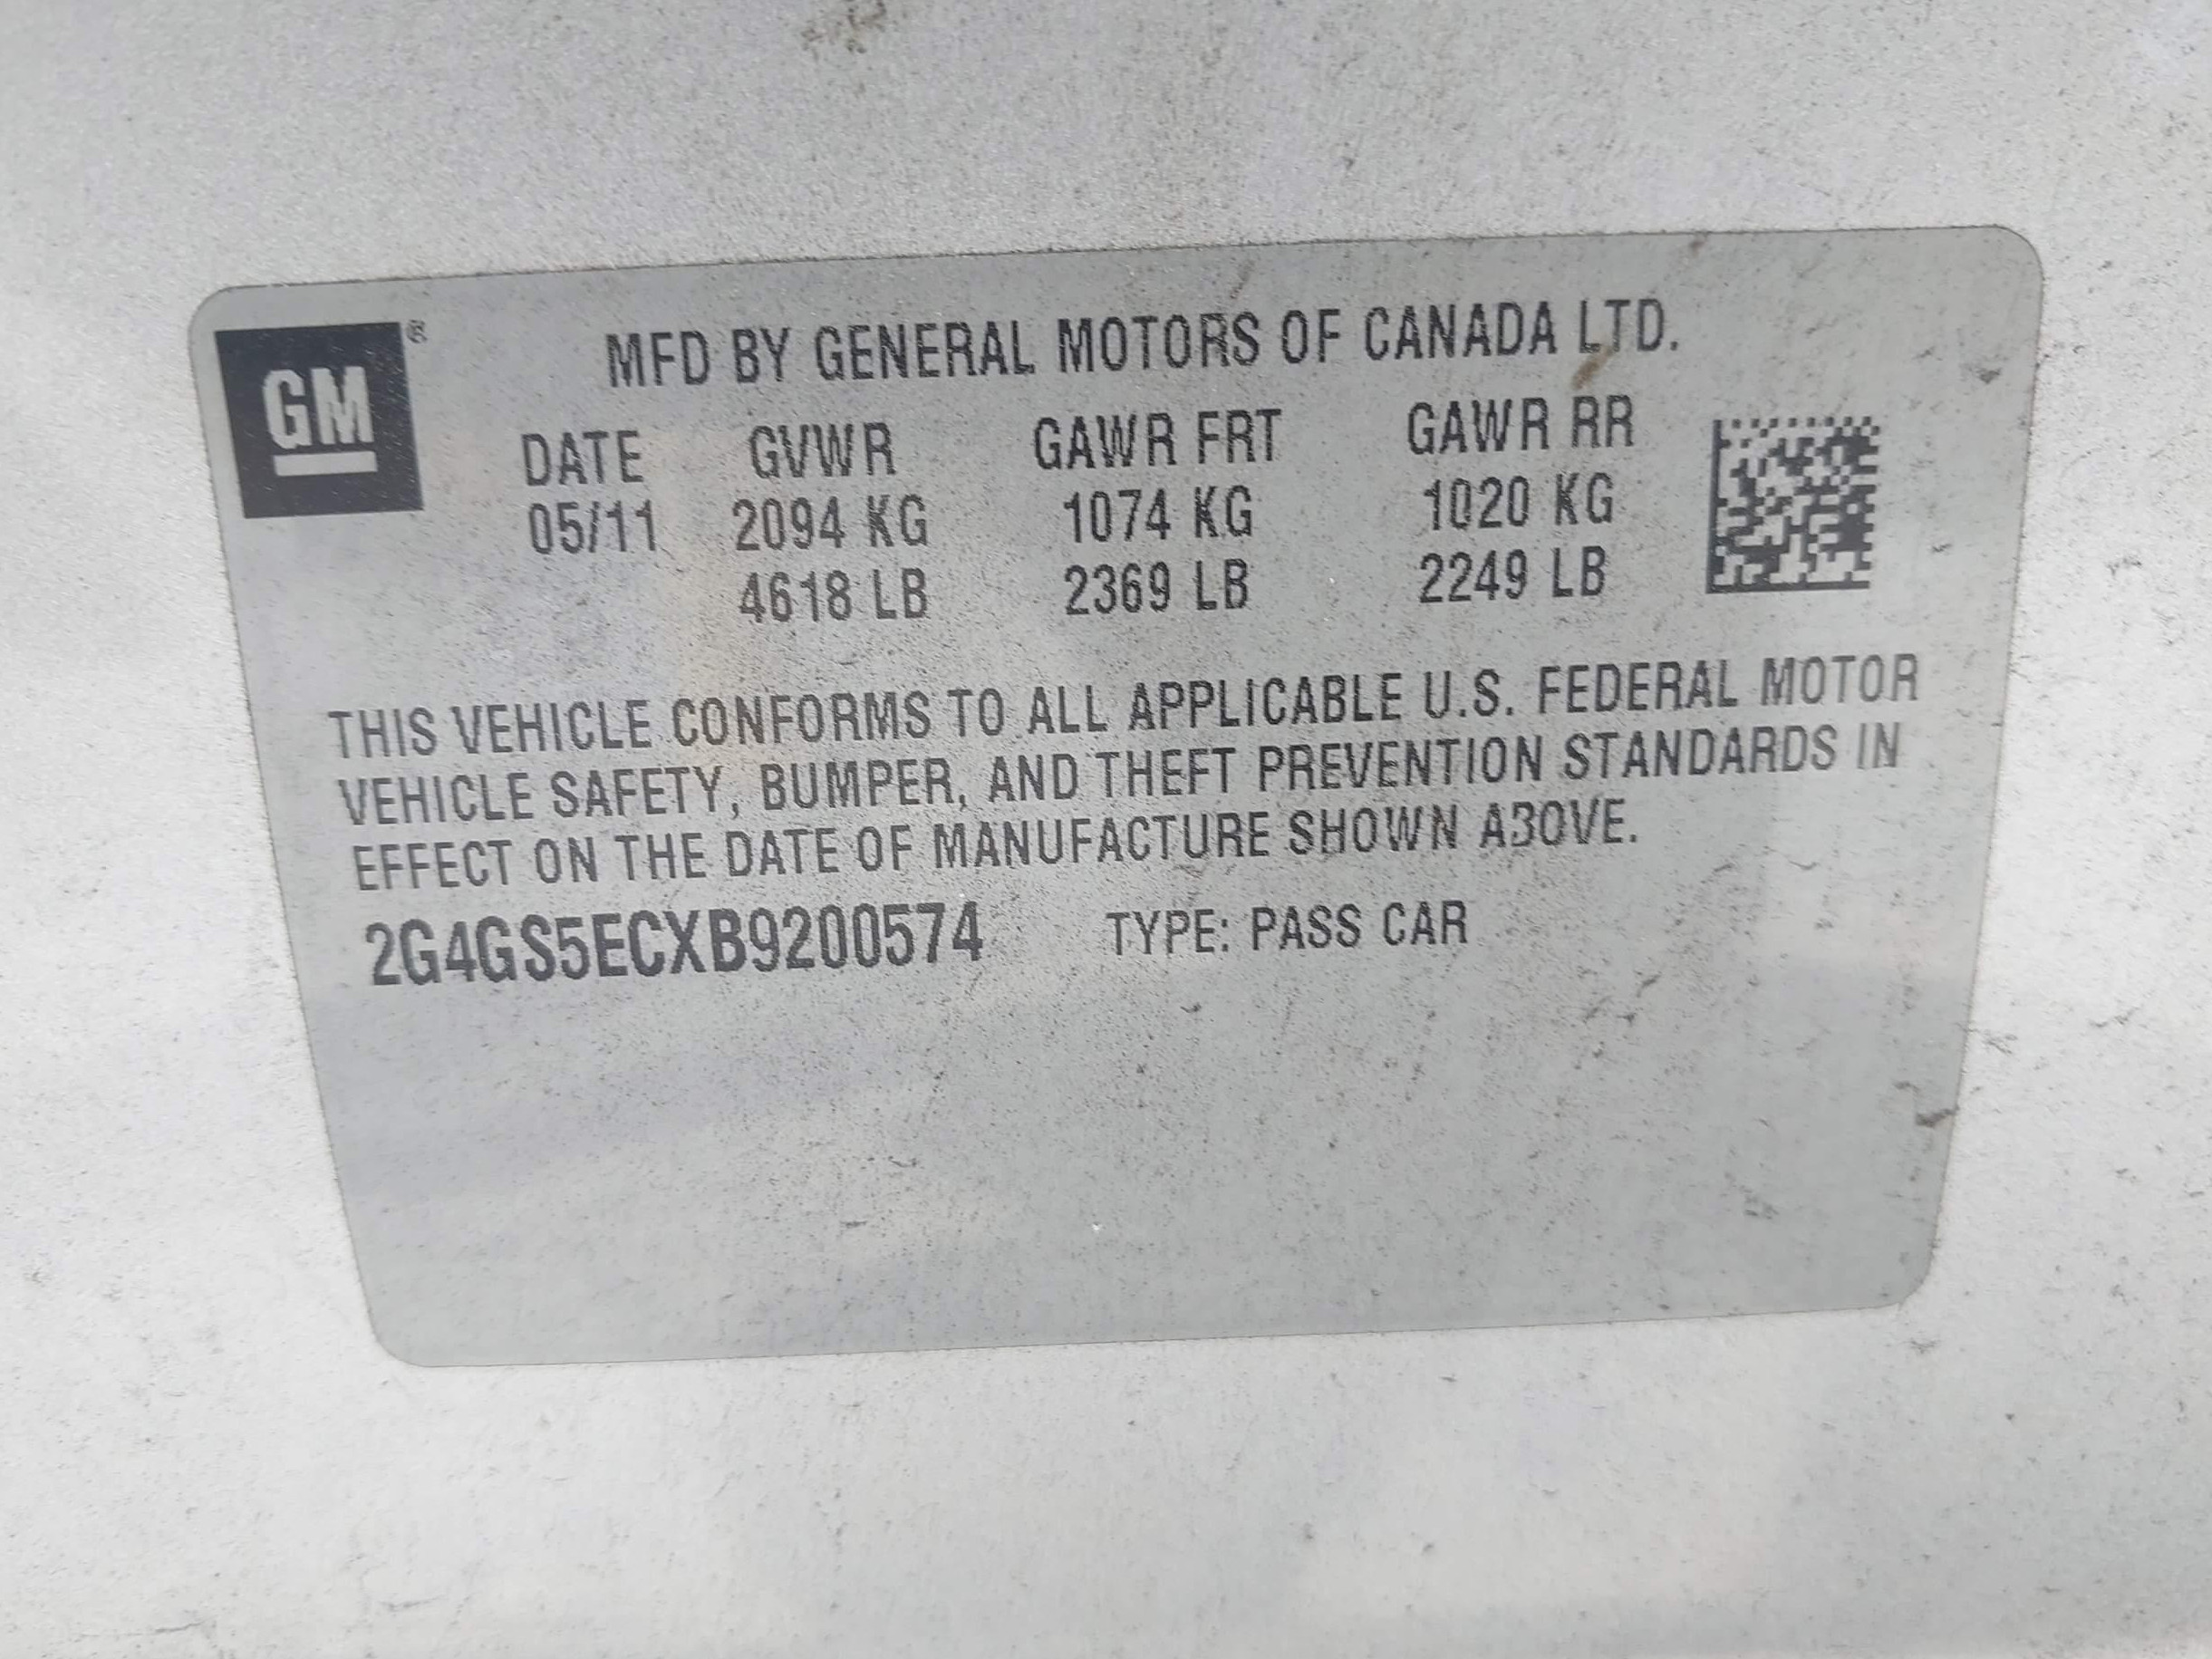 GM ®
MFD BY GENERAL MOTORS OF CANADA LTD.
DATE GVWR GAWR FRT GAWR RR
05/11 2094 KG 1074 KG 1020 KG
4618 LB 2369 LB 2249 LB
THIS VEHICLE CONFORMS TO ALL APPLICABLE U.S. FEDERAL MOTOR
VEHICLE SAFETY, BUMPER, AND THEFT PREVENTION STANDARDS IN
EFFECT ON THE DATE OF MANUFACTURE SHOWN ABOVE.
2G4GS5ECXB9200574 TYPE: PASS CAR